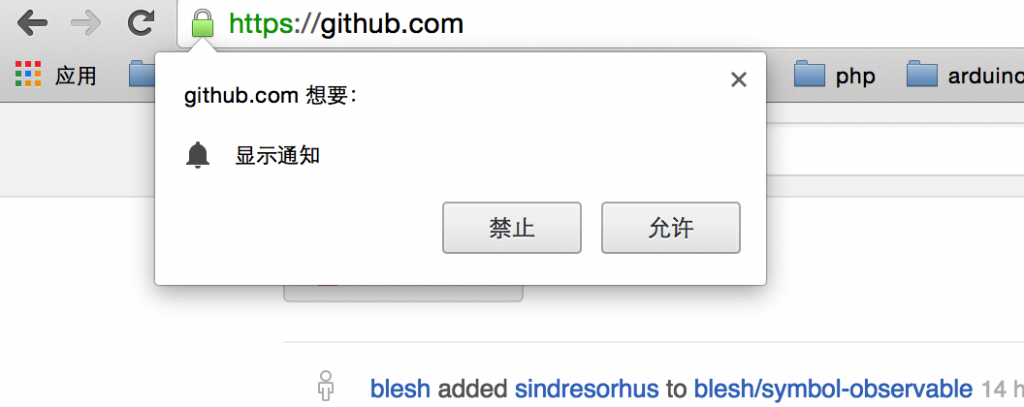 https://github.com
应用
php
arduino
github.com 想要：
显示通知
禁止
允许
blesh added sindresorhus to blesh/symbol-observable 14 h